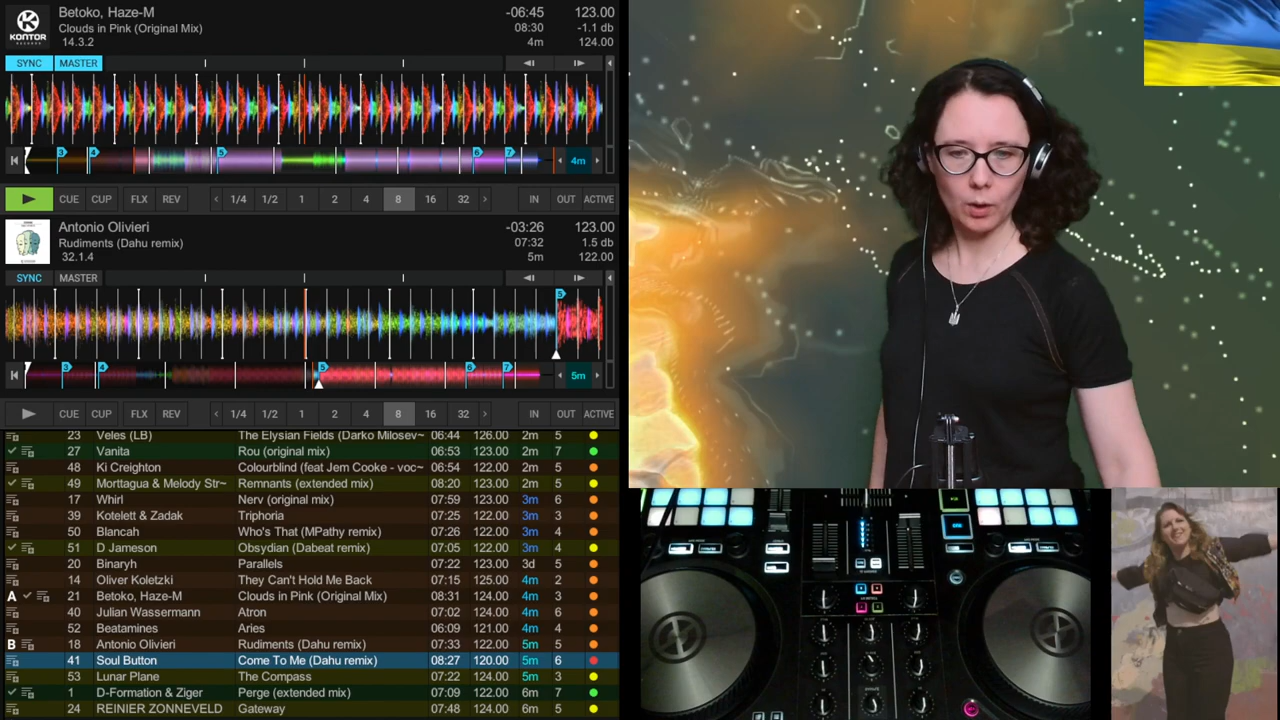 KONTOR
Betoko, Haze-M -06:45 123.00
Clouds in Pink (Original Mix) 08:30 -1.1 db
14.3.2 4m 124.00
SYNC MASTER
3 4 5 6 7 4m
CUE CUP FLX REV 1/4 1/2 1 2 4 8 16 32 IN OUT ACTIVE
Antonio Olivieri -03:26 123.00
Rudiments (Dahu remix) 07:32 1.5 db
32.1.4 5m 122.00
SYNC MASTER
5
3 4 5 6 7 5m
CUE CUP FLX REV 1/4 1/2 1 2 4 8 16 32 IN OUT ACTIVE
23 Veles (LB) The Elysian Fields (Darko Milosev~ 06:44 126.00 2m 5
27 Vanita Rou (original mix) 06:53 123.00 2m 7
48 Ki Creighton Colourblind (feat Jem Cooke - voc~ 06:54 122.00 2m 5
49 Morttagua & Melody Str~ Remnants (extended mix) 08:20 123.00 2m 5
17 Whirl Nerv (original mix) 07:59 123.00 3m 6
39 Kotelett & Zadak Triphoria 07:25 122.00 3m 3
50 Blancah Who's That (MPathy remix) 07:26 122.00 3m 4
51 D Jameson Obsydian (Dabeat remix) 07:05 122.00 3m 4
20 Binaryh Parallels 07:22 123.00 3d 5
14 Oliver Koletzki They Can't Hold Me Back 07:15 125.00 4m 2
A 21 Betoko, Haze-M Clouds in Pink (Original Mix) 08:31 124.00 4m 3
40 Julian Wassermann Atron 07:02 124.00 4m 6
52 Beatamines Aries 06:09 121.00 4m 4
B 18 Antonio Olivieri Rudiments (Dahu remix) 07:33 122.00 5m 5
41 Soul Button Come To Me (Dahu remix) 08:27 120.00 5m 6
53 Lunar Plane The Compass 07:22 124.00 5m 3
1 D-Formation & Ziger Perge (extended mix) 07:09 122.00 6m 7
24 REINIER ZONNEVELD Gateway 07:48 124.00 6m 5